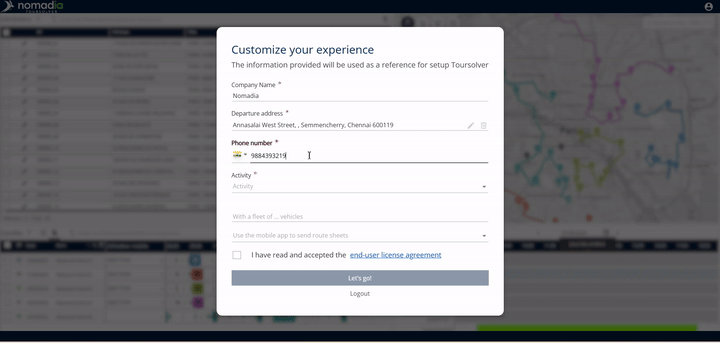 nomadia
Customize your experience
The information provided will be used as a reference for setup Toursolver
Company Name *
Nomadia
Departure address *
Annasalai West Street, , Semmencherry, Chennai 600119
Phone number *
9884393219
Activity *
Activity
With a fleet of ... vehicles
Use the mobile app to send route sheets
I have read and accepted the end-user license agreement
Let's go!
Logout